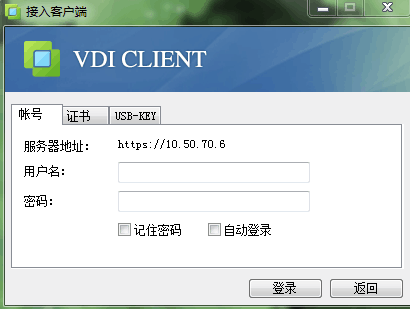 接入客户端
VDI CLIENT
帐号 证书 USB-KEY
服务器地址： https://10.50.70.6
用户名：
密码：
记住密码 自动登录
登录 返回